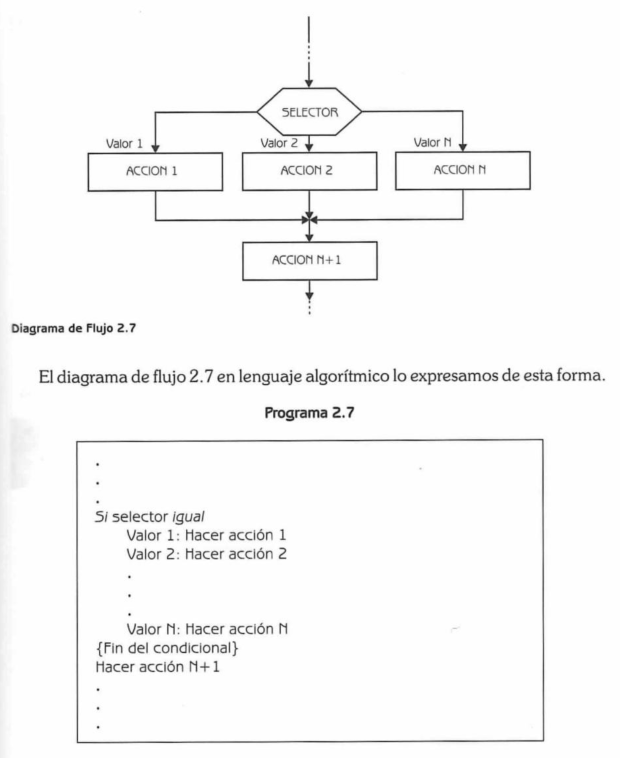 SELECTOR
Valor 1
Valor 2
Valor N
ACCION 1
ACCION 2
ACCION N
ACCION N+1
Diagrama de Flujo 2.7
El diagrama de flujo 2.7 en lenguaje algorítmico lo expresamos de esta forma.
Programa 2.7
.
.
.
Si selector igual
Valor 1: Hacer acción 1
Valor 2: Hacer acción 2
.
.
.
Valor N: Hacer acción N
{Fin del condicional}
Hacer acción N+1
.
.
.